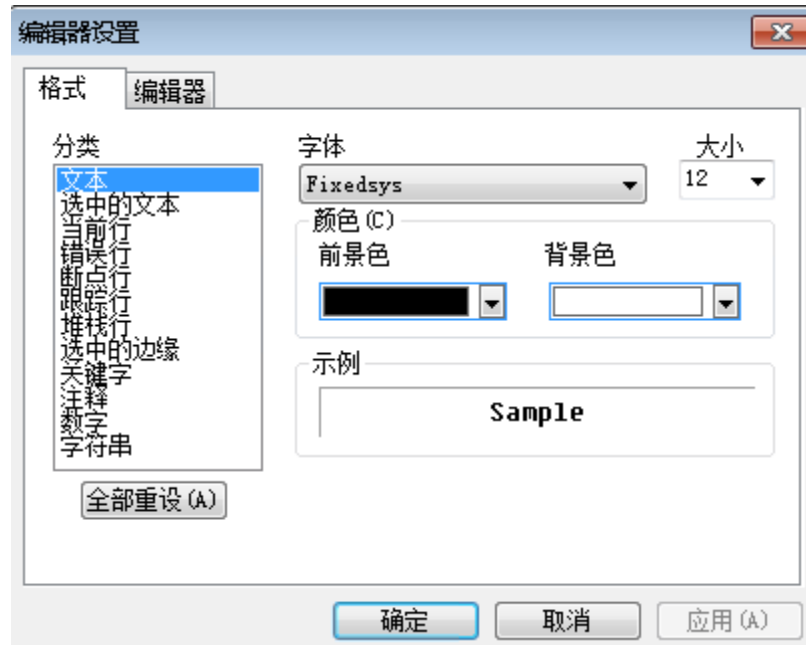 编辑器设置
格式
编辑器
分类
文本
选中的文本
当前行
错误行
断点行
跟踪行
堆栈行
选中的边缘
关键字
注释
数字
字符串
全部重设(A)
字体
Fixedsys
大小
12
颜色(C)
前景色
背景色
示例
Sample
确定
取消
应用(A)